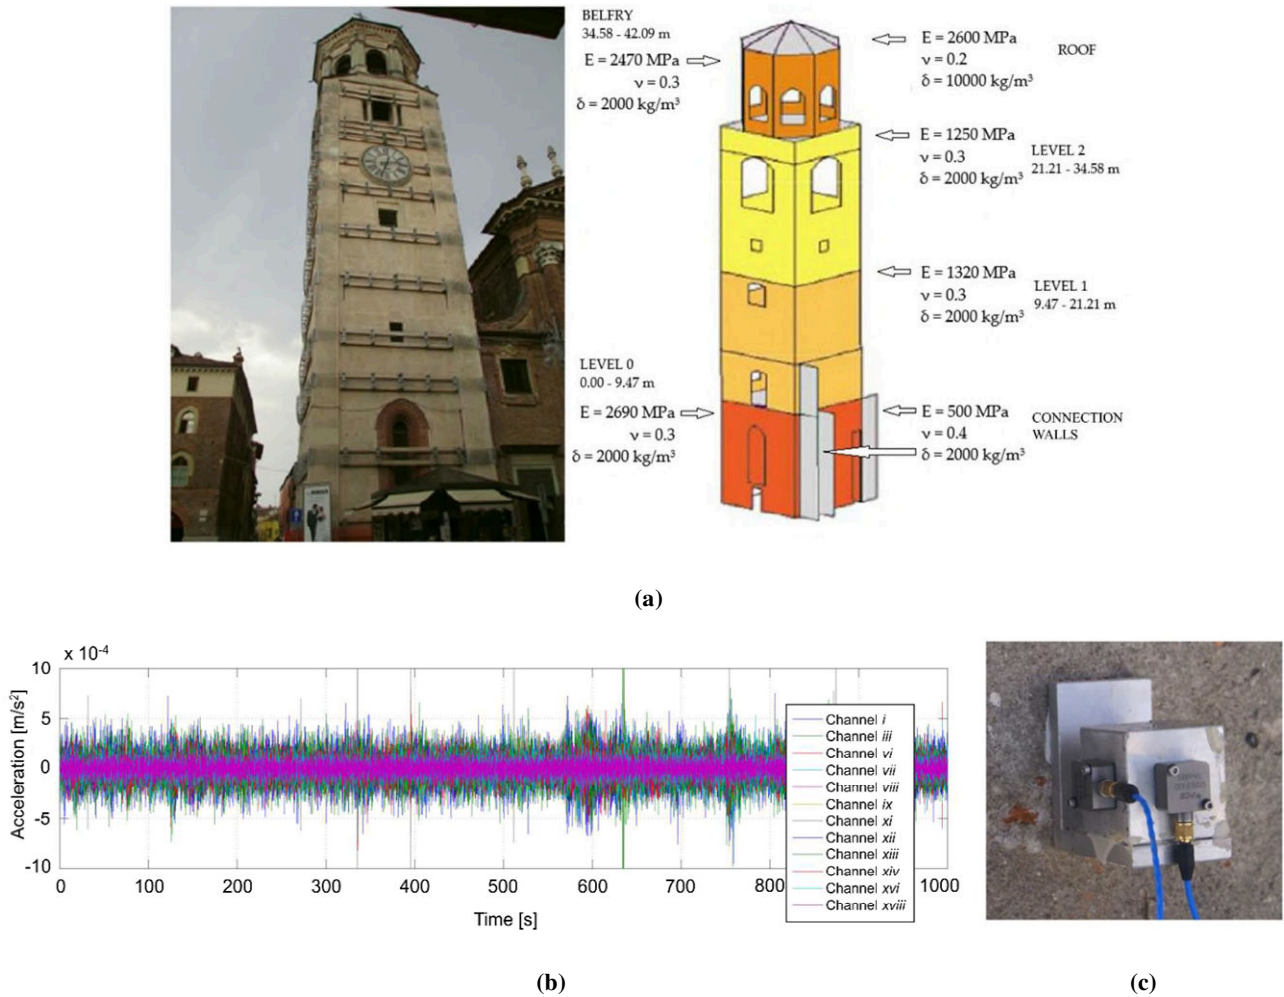 BELFRY
34.58 - 42.09 m
E = 2470 MPa
ν = 0.3
δ = 2000 kg/m³
E = 2600 MPa
ν = 0.2
δ = 10000 kg/m³
ROOF
E = 1250 MPa
ν = 0.3
δ = 2000 kg/m³
LEVEL 2
21.21 - 34.58 m
E = 1320 MPa
ν = 0.3
δ = 2000 kg/m³
LEVEL 1
9.47 - 21.21 m
LEVEL 0
0.00 - 9.47 m
E = 2690 MPa
ν = 0.3
δ = 2000 kg/m³
E = 500 MPa
ν = 0.4
δ = 2000 kg/m³
CONNECTION
WALLS
(a)
x 10⁻⁴
10
5
0
-5
-10
Acceleration [m/s²]
0 100 200 300 400 500 600 700 800 1000
Time [s]
Channel i
Channel iii
Channel vi
Channel vii
Channel viii
Channel ix
Channel xi
Channel xii
Channel xiii
Channel xiv
Channel xvi
Channel xviii
(b)
(c)